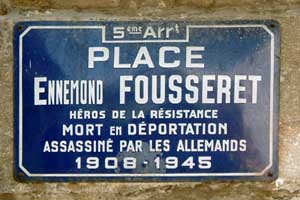 5ème Arrt
PLACE
ENNEMOND FOUSSERET
HÉROS DE LA RÉSISTANCE
MORT EN DÉPORTATION
ASSASSINÉ PAR LES ALLEMANDS
1908-1945